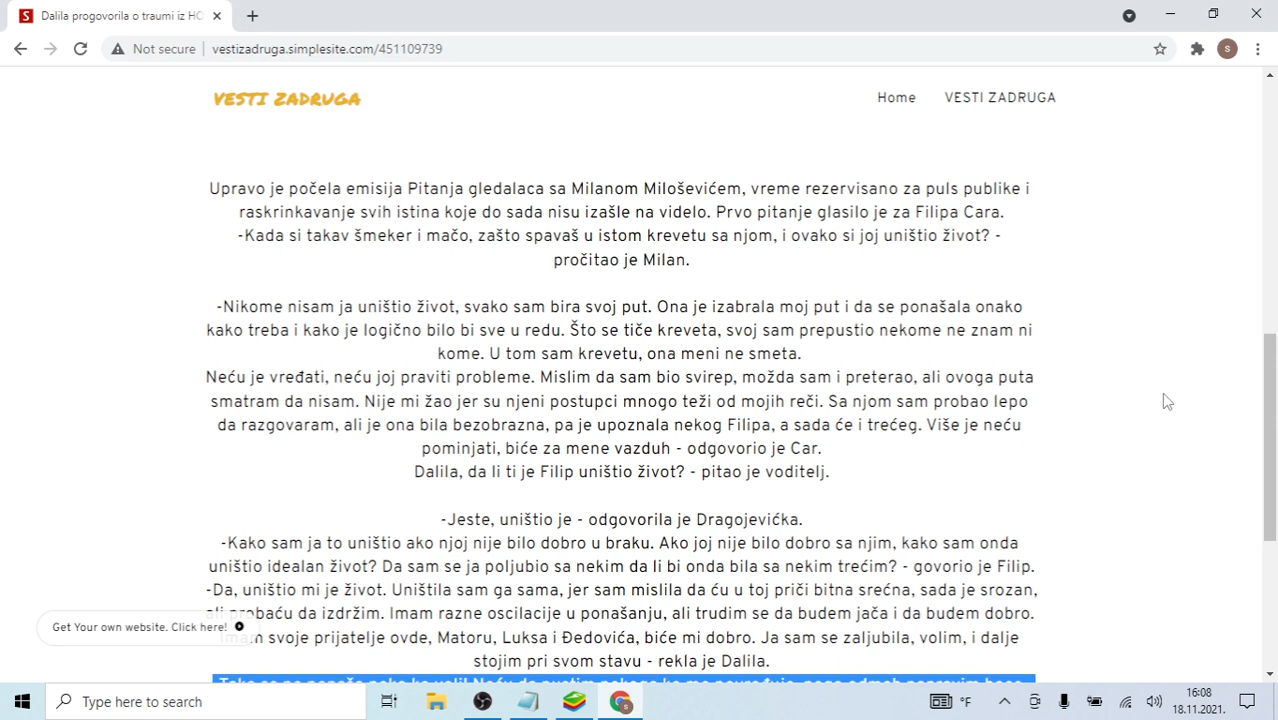 Dalila progovorila o traumi iz HO
Not secure
vestizadruga.simplesite.com/451109739
S
VESTI ZADRUGA
Home
VESTI ZADRUGA
Upravo je počela emisija Pitanja gledalaca sa Milanom Miloševićem, vreme rezervisano za puls publike i
raskrinkavanje svih istina koje do sada nisu izašle na videlo. Prvo pitanje glasilo je za Filipa Cara.
-Kada si takav šmeker i mačo, zašto spavaš u istom krevetu sa njom, i ovako si joj uništio život? -
pročitao je Milan.
-Nikome nisam ja uništio život, svako sam bira svoj put. Ona je izabrala moj put i da se ponašala onako
kako treba i kako je logično bilo bi sve u redu. Što se tiče kreveta, svoj sam prepustio nekome ne znam ni
kome. U tom sam krevetu, ona meni ne smeta.
Neću je vređati, neću joj praviti probleme. Mislim da sam bio svirep, možda sam i preterao, ali ovoga puta
smatram da nisam. Nije mi žao jer su njeni postupci mnogo teži od mojih reči. Sa njom sam probao lepo
da razgovaram, ali je ona bila bezobrazna, pa je upoznala nekog Filipa, a sada će i trećeg. Više je neću
pominjati, biće za mene vazduh - odgovorio je Car.
Dalila, da li ti je Filip uništio život? - pitao je voditelj.
-Jeste, uništio je - odgovorila je Dragojevićka.
-Kako sam ja to uništio ako njoj nije bilo dobro u braku. Ako joj nije bilo dobro sa njim, kako sam onda
uništio idealan život? Da sam se ja poljubio sa nekim da li bi onda bila sa nekim trećim? - govorio je Filip.
-Da, uništio mi je život. Uništila sam ga sama, jer sam mislila da ću u toj priči bitna srećna, sada je srozan,
ali probaću da izdržim. Imam razne oscilacije u ponašanju, ali trudim se da budem jača i da budem dobro.
Get Your own website. Click here!
Imam svoje prijatelje ovde, Matoru, Luksa i Đedovića, biće mi dobro. Ja sam se zaljubila, volim, i dalje
stojim pri svom stavu - rekla je Dalila.
Type here to search
°F
16:08
18.11.2021.